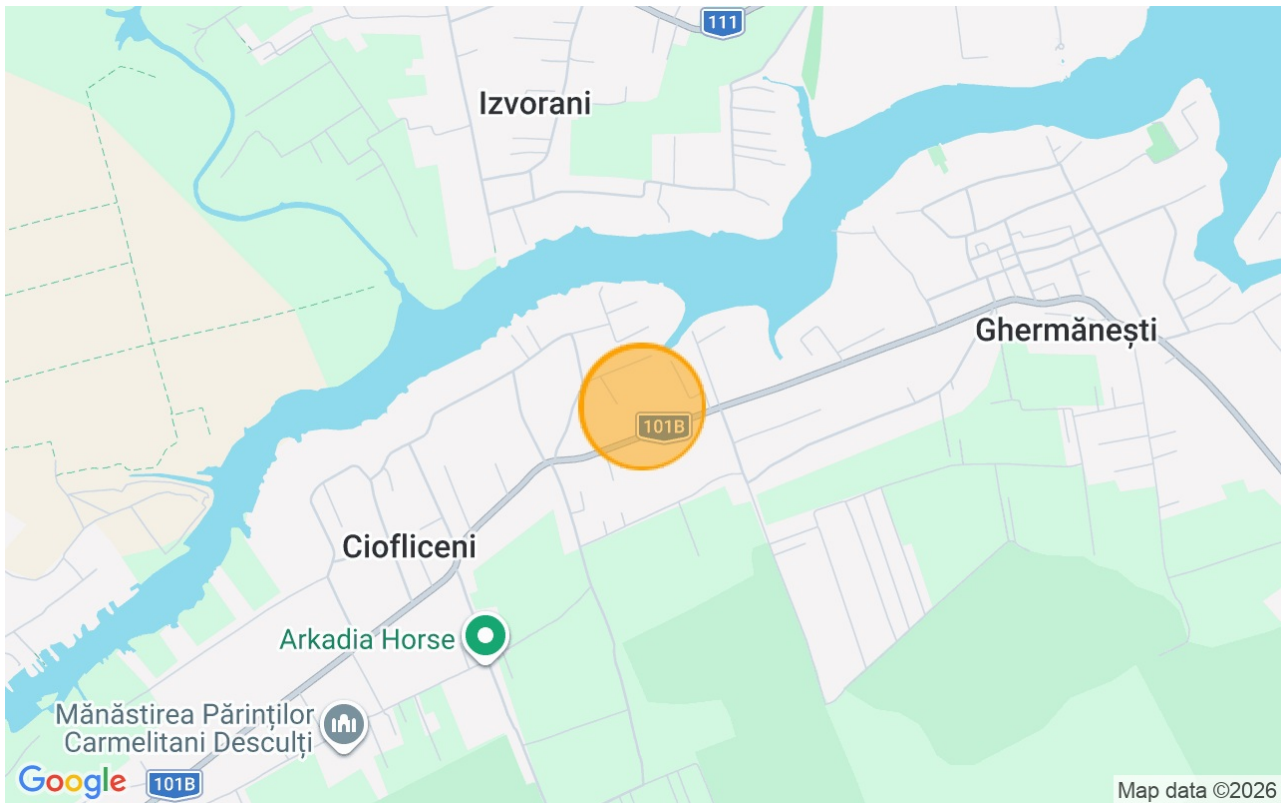 111
Izvorani
Ghermănești
101B
Ciofliceni
Arkadia Horse
Mănăstirea Părinților
Carmelitani Desculți
Google
101B
Map data ©2026